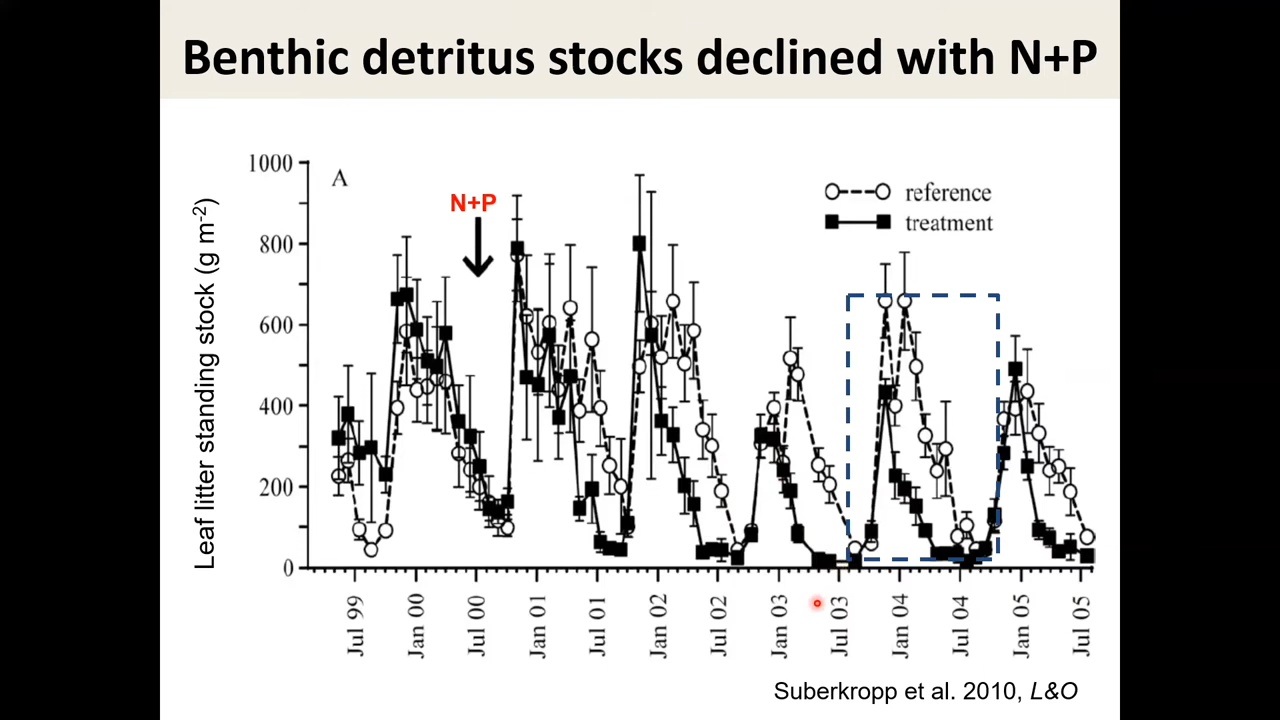 Benthic detritus stocks declined with N+P
A
N+P
reference
treatment
Leaf litter standing stock (g m-2)
1000
800
600
400
200
0
Jul 99
Jan 00
Jul 00
Jan 01
Jul 01
Jan 02
Jul 02
Jan 03
Jul 03
Jan 04
Jul 04
Jan 05
Jul 05
Suberkropp et al. 2010, L&O